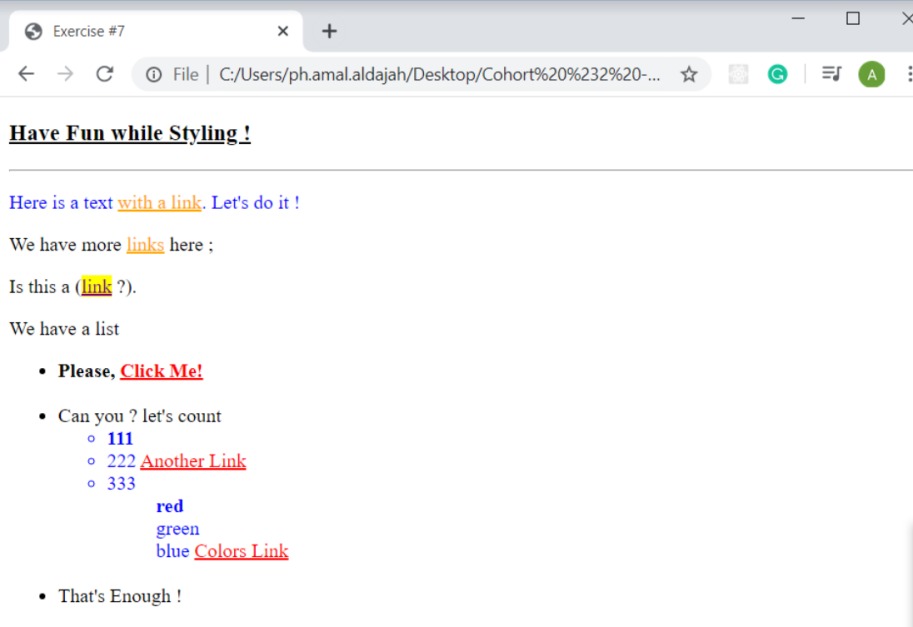 Exercise #7
File | C:/Users/ph.amal.aldajah/Desktop/Cohort%20%232%20-...
A
Have Fun while Styling !
Here is a text with a link. Let's do it !
We have more links here ;
Is this a (link ?).
We have a list
Please, Click Me!
Can you ? let's count
111
222 Another Link
333
red
green
blue Colors Link
That's Enough !